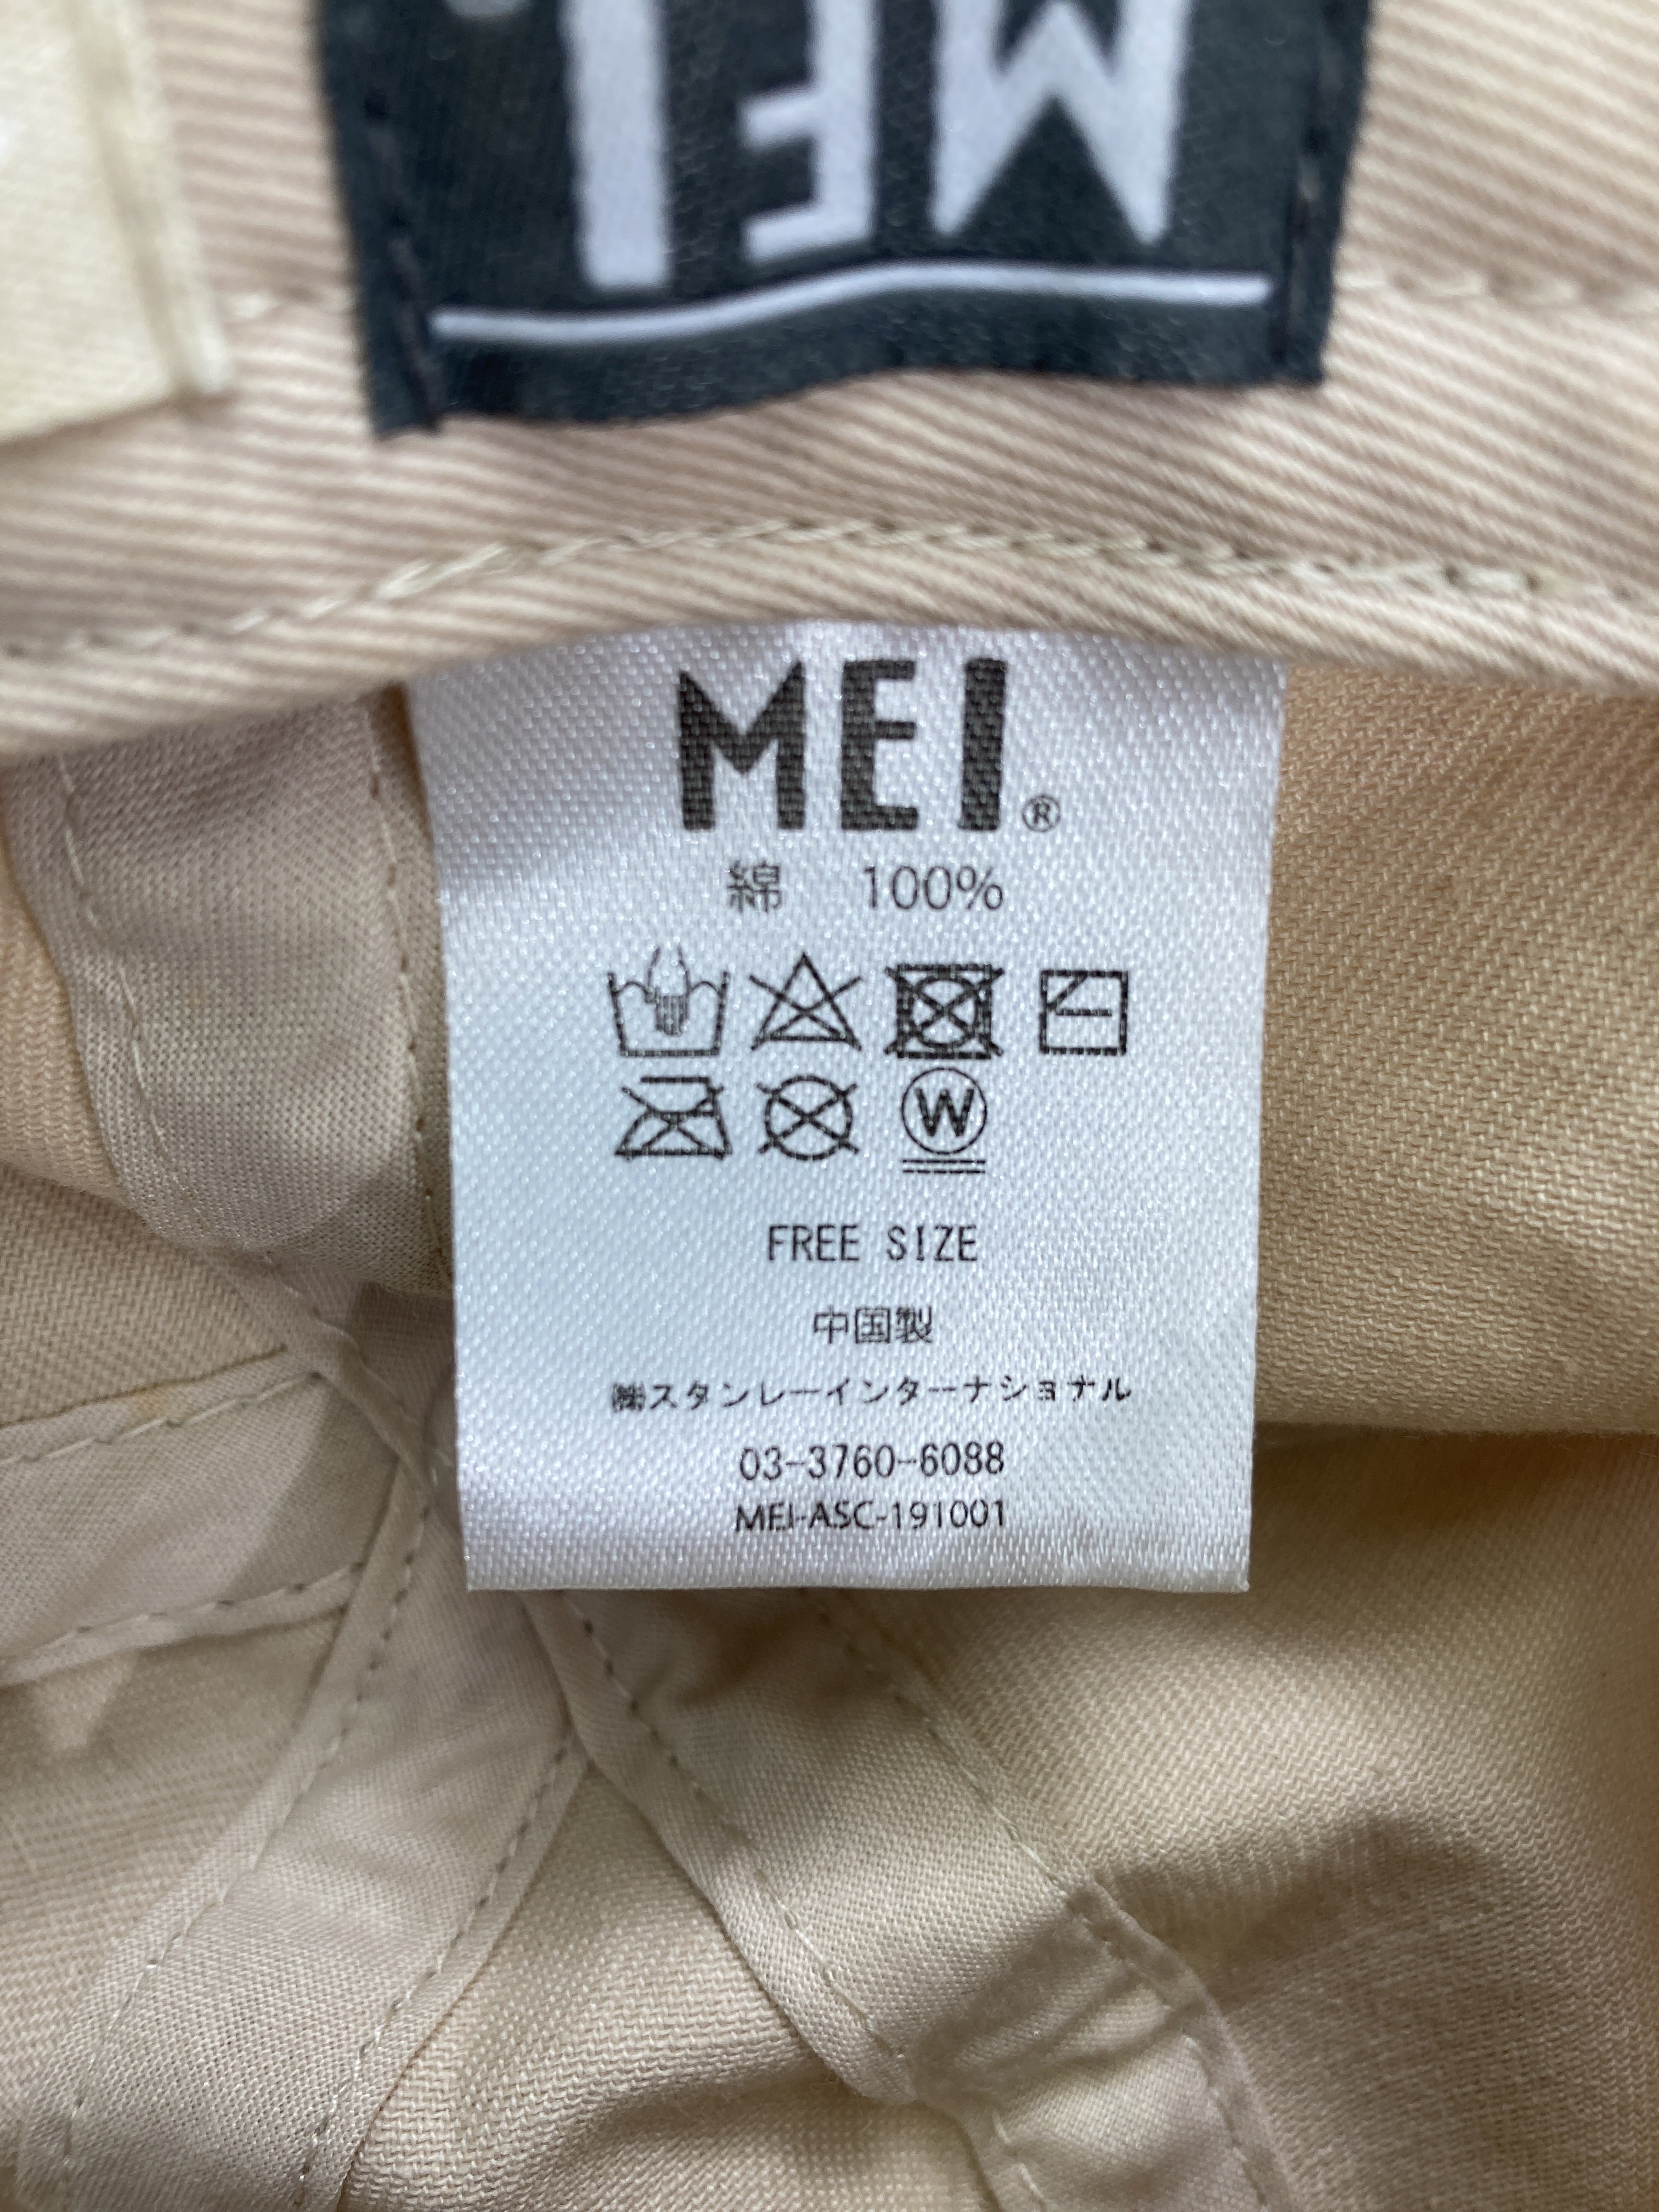 MEI
MEI®
綿 100%
W
FREE SIZE
中国製
㈱スタンレーインターナショナル
03-3760-6088
MEI-ASC-191001